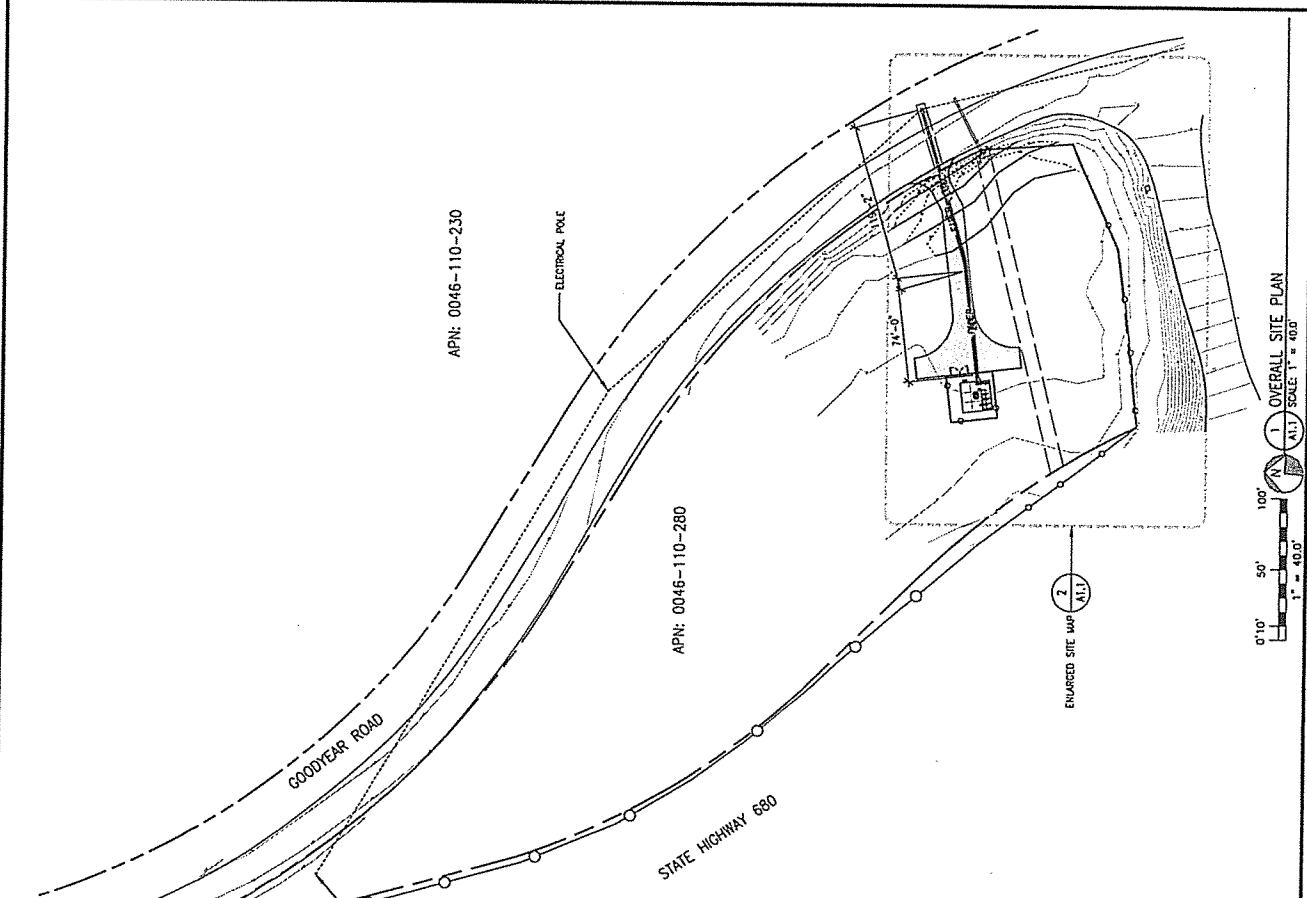 APN: 0046-110-230
ELECTRICAL POLE
74'-0"
APN: 0046-110-280
GOODYEAR ROAD
STATE HIGHWAY 680
2
A1.1
ENLARGED SITE MAP
1
A1.1
OVERALL SITE PLAN
SCALE: 1" = 40.0'
N
0' 10' 50' 100'
1" = 40.0'